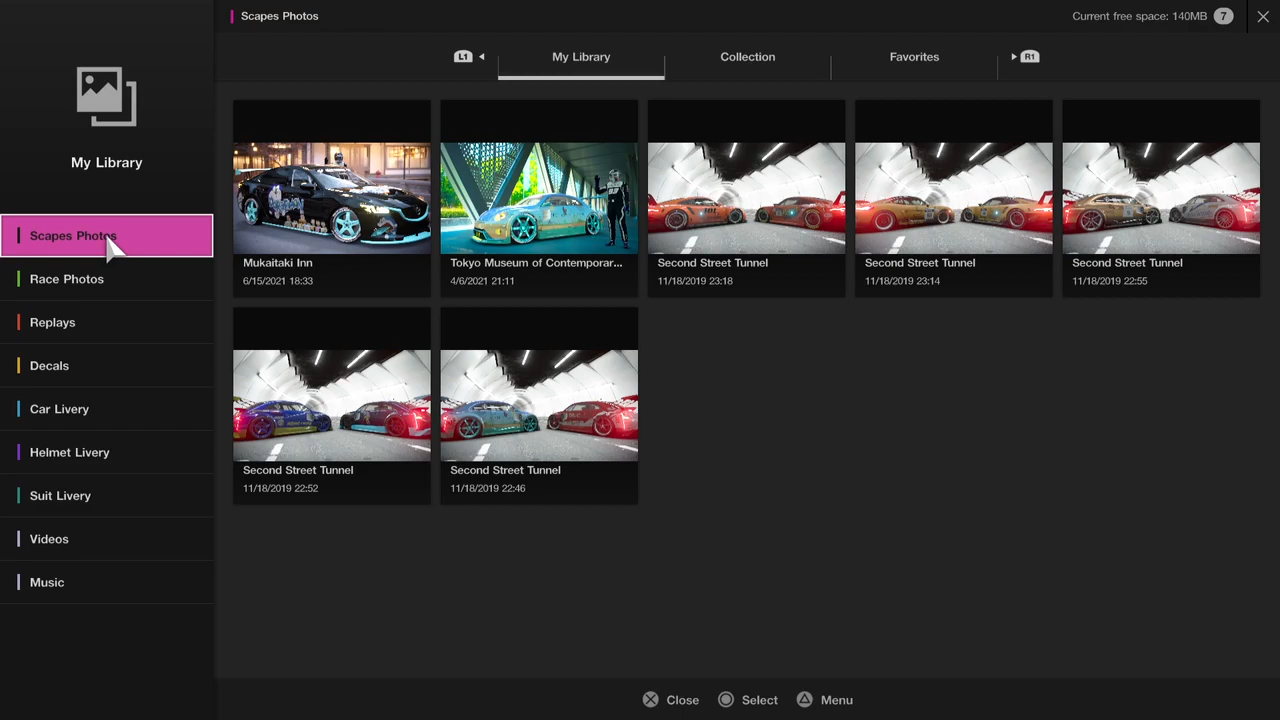 Scapes Photos
Current free space: 140MB 7
My Library
L1 My Library Collection Favorites R1
Scapes Photos
Race Photos
Replays
Decals
Car Livery
Helmet Livery
Suit Livery
Videos
Music
Mukaitaki Inn
6/15/2021 18:33
Tokyo Museum of Contemporar...
4/6/2021 21:11
Second Street Tunnel
11/18/2019 23:18
Second Street Tunnel
11/18/2019 23:14
Second Street Tunnel
11/18/2019 22:55
Second Street Tunnel
11/18/2019 22:52
Second Street Tunnel
11/18/2019 22:46
Close Select Menu